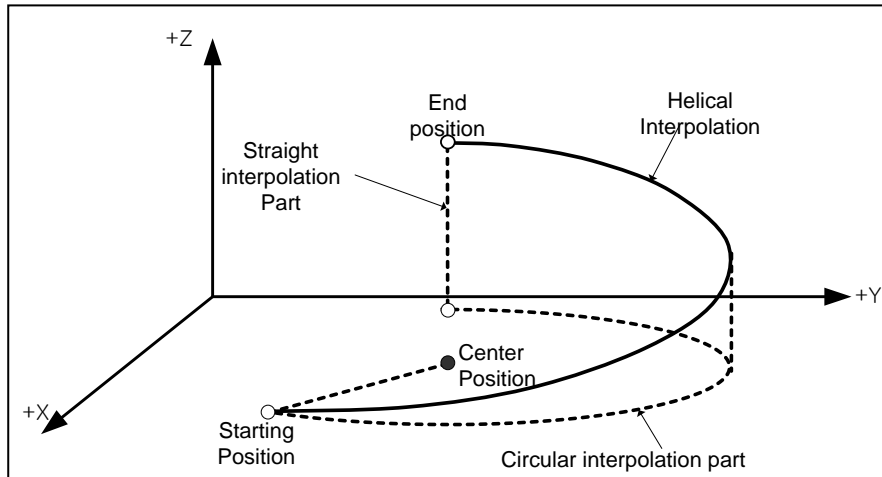 +Z
End
position
Helical
Interpolation
Straight
interpolation
Part
+Y
Center
Position
+X
Starting
Position
Circular interpolation part